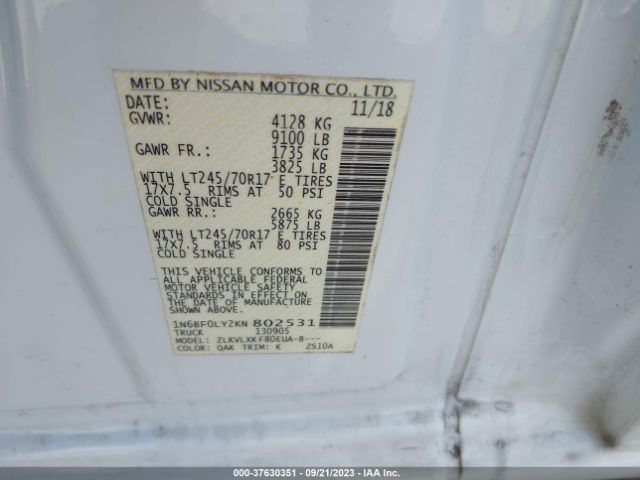 MFD BY NISSAN MOTOR CO., LTD.
DATE: 11/18
GVWR: 4128 KG
9100 LB
GAWR FR.: 1735 KG
3825 LB
WITH LT245/70R17 E TIRES
17X7.5 RIMS AT 50 PSI
COLD SINGLE
GAWR RR.: 2665 KG
5875 LB
WITH LT245/70R17 E TIRES
17X7.5 RIMS AT 80 PSI
COLD SINGLE
THIS VEHICLE CONFORMS TO
ALL APPLICABLE FEDERAL
MOTOR VEHICLE SAFETY
STANDARDS IN EFFECT ON
THE DATE OF MANUFACTURE
SHOWN ABOVE.
1N6BF0LY2KN 802531
TRUCK 130905
MODEL: ZLKVLXKF80EUA-B---
COLOR: QAK TRIM: K ZS10A
000-37630351 / 09/21/2023 / IAA Inc.